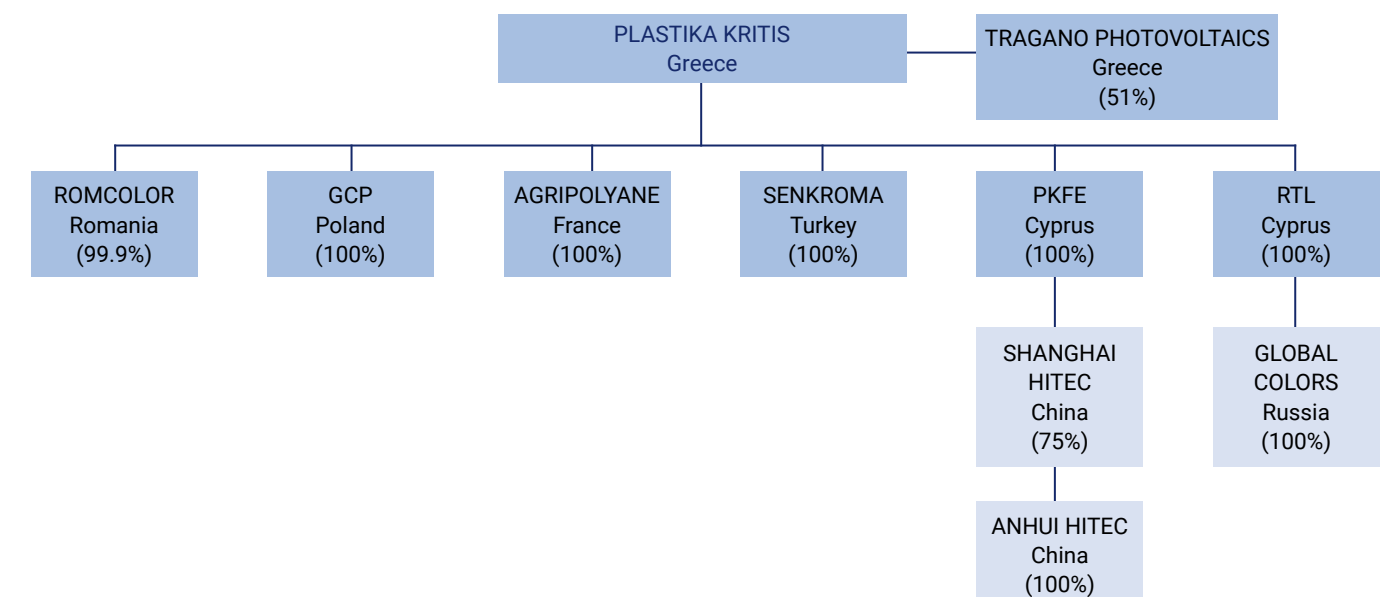 PLASTIKA KRITIS
Greece
TRAGANO PHOTOVOLTAICS
Greece
(51%)
ROMCOLOR
Romania
(99.9%)
GCP
Poland
(100%)
AGRIPOLYANE
France
(100%)
SENKROMA
Turkey
(100%)
PKFE
Cyprus
(100%)
RTL
Cyprus
(100%)
SHANGHAI
HITEC
China
(75%)
GLOBAL
COLORS
Russia
(100%)
ANHUI HITEC
China
(100%)